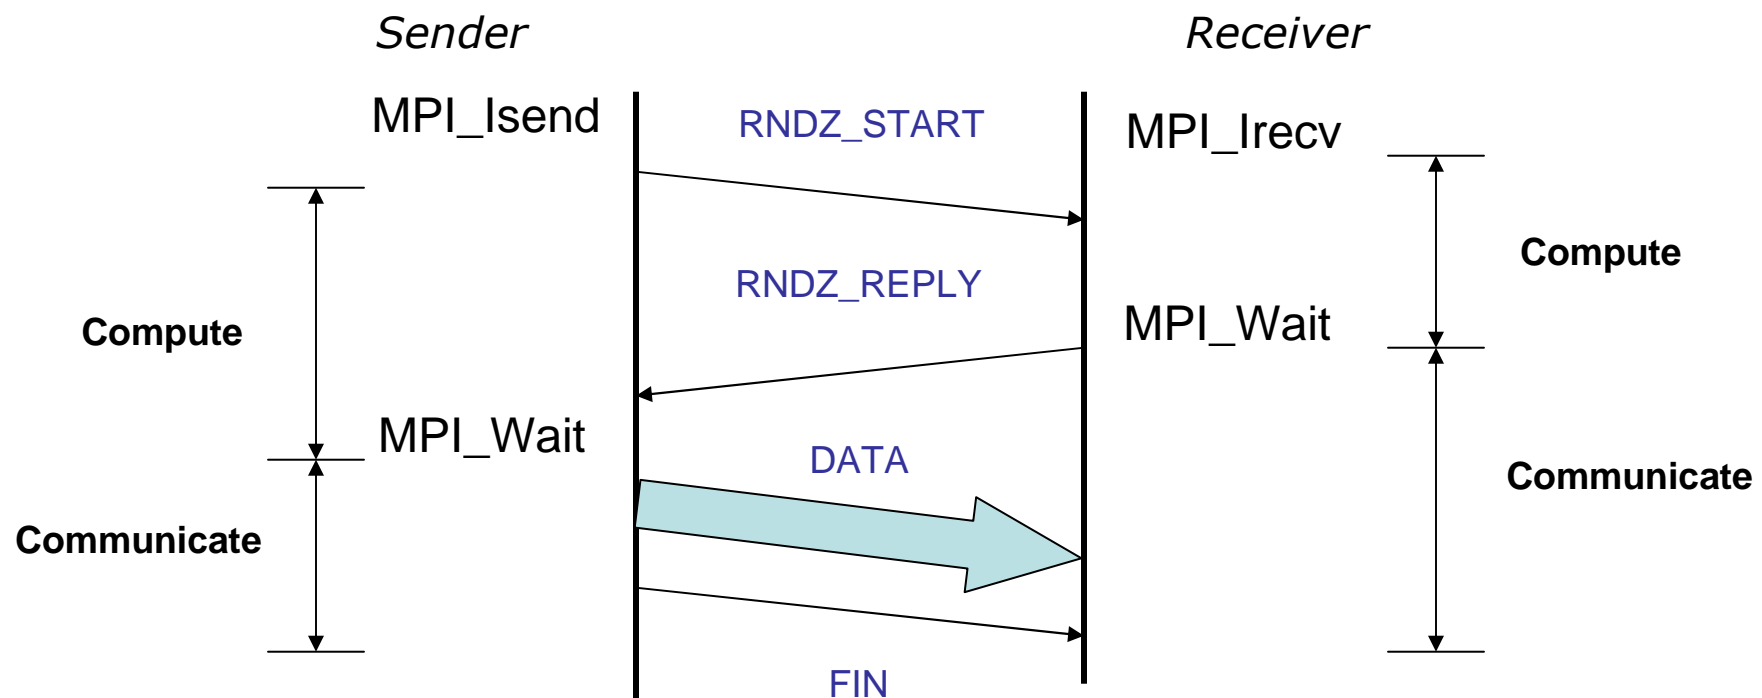 Sender
Receiver
MPI_Isend
RNDZ_START
MPI_Irecv
Compute
RNDZ_REPLY
Compute
MPI_Wait
MPI_Wait
DATA
Communicate
Communicate
FIN